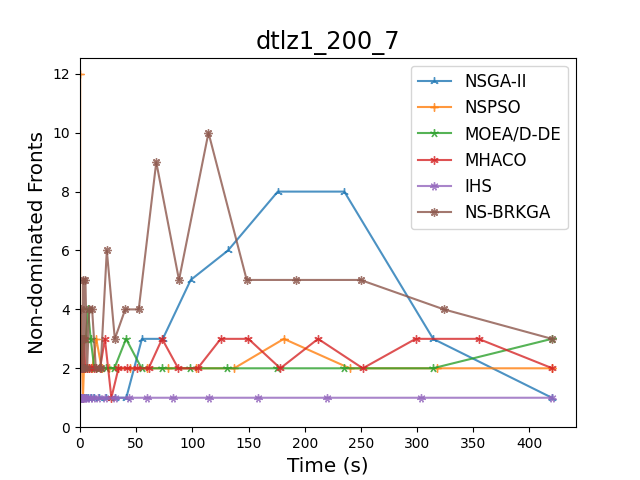 dtlz1_200_7
NSGA-II
NSPSO
MOEA/D-DE
MHACO
IHS
NS-BRKGA
Non-dominated Fronts
12
10
8
6
4
2
0
0 50 100 150 200 250 300 350 400
Time (s)